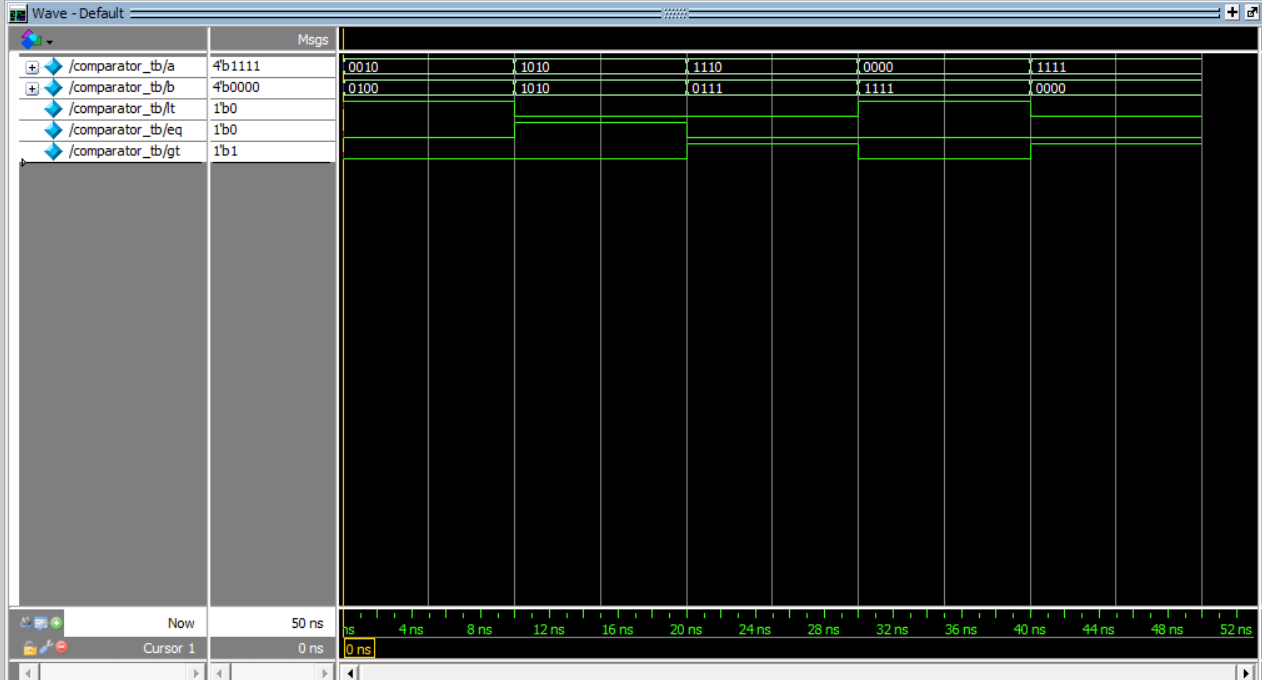 Wave - Default
Msgs
/comparator_tb/a 4'b1111 0010 1010 1110 0000 1111
/comparator_tb/b 4'b0000 0100 1010 0111 1111 0000
/comparator_tb/lt 1'b0
/comparator_tb/eq 1'b0
/comparator_tb/gt 1'b1
Now 50 ns ns 4 ns 8 ns 12 ns 16 ns 20 ns 24 ns 28 ns 32 ns 36 ns 40 ns 44 ns 48 ns 52 ns
Cursor 1 0 ns 0 ns